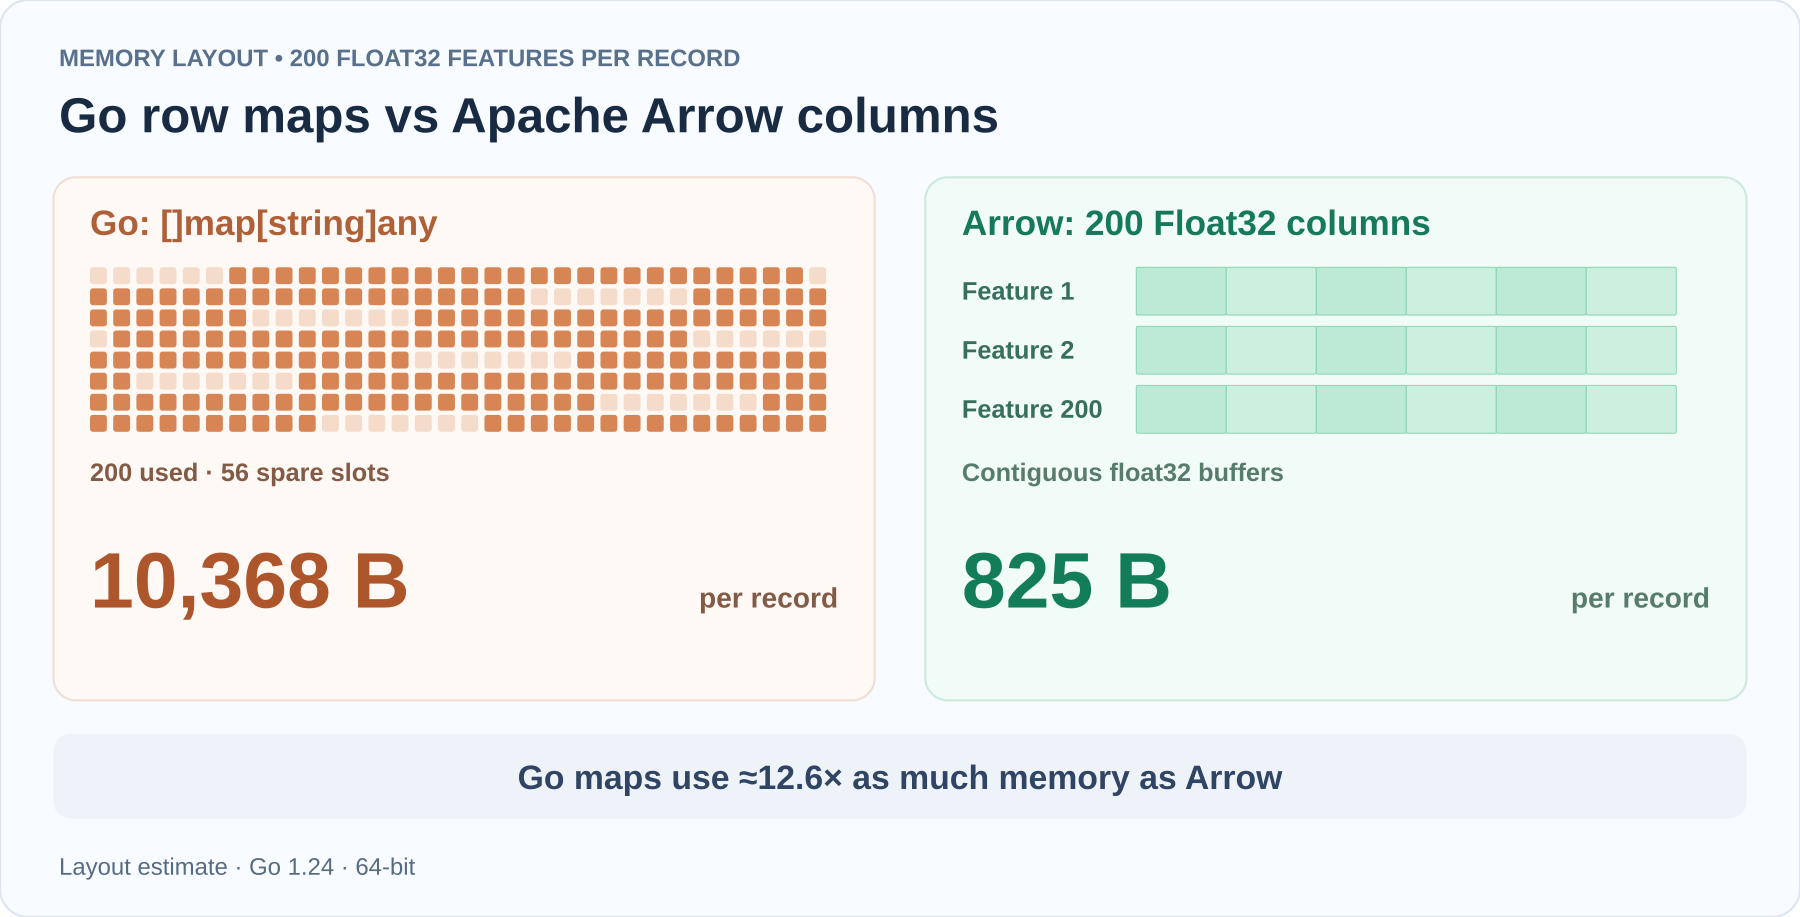 MEMORY LAYOUT • 200 FLOAT32 FEATURES PER RECORD
Go row maps vs Apache Arrow columns
Go: []map[string]any
200 used · 56 spare slots
10,368 B
per record
Arrow: 200 Float32 columns
Feature 1
Feature 2
Feature 200
Contiguous float32 buffers
825 B
per record
Go maps use ≈12.6× as much memory as Arrow
Layout estimate · Go 1.24 · 64-bit